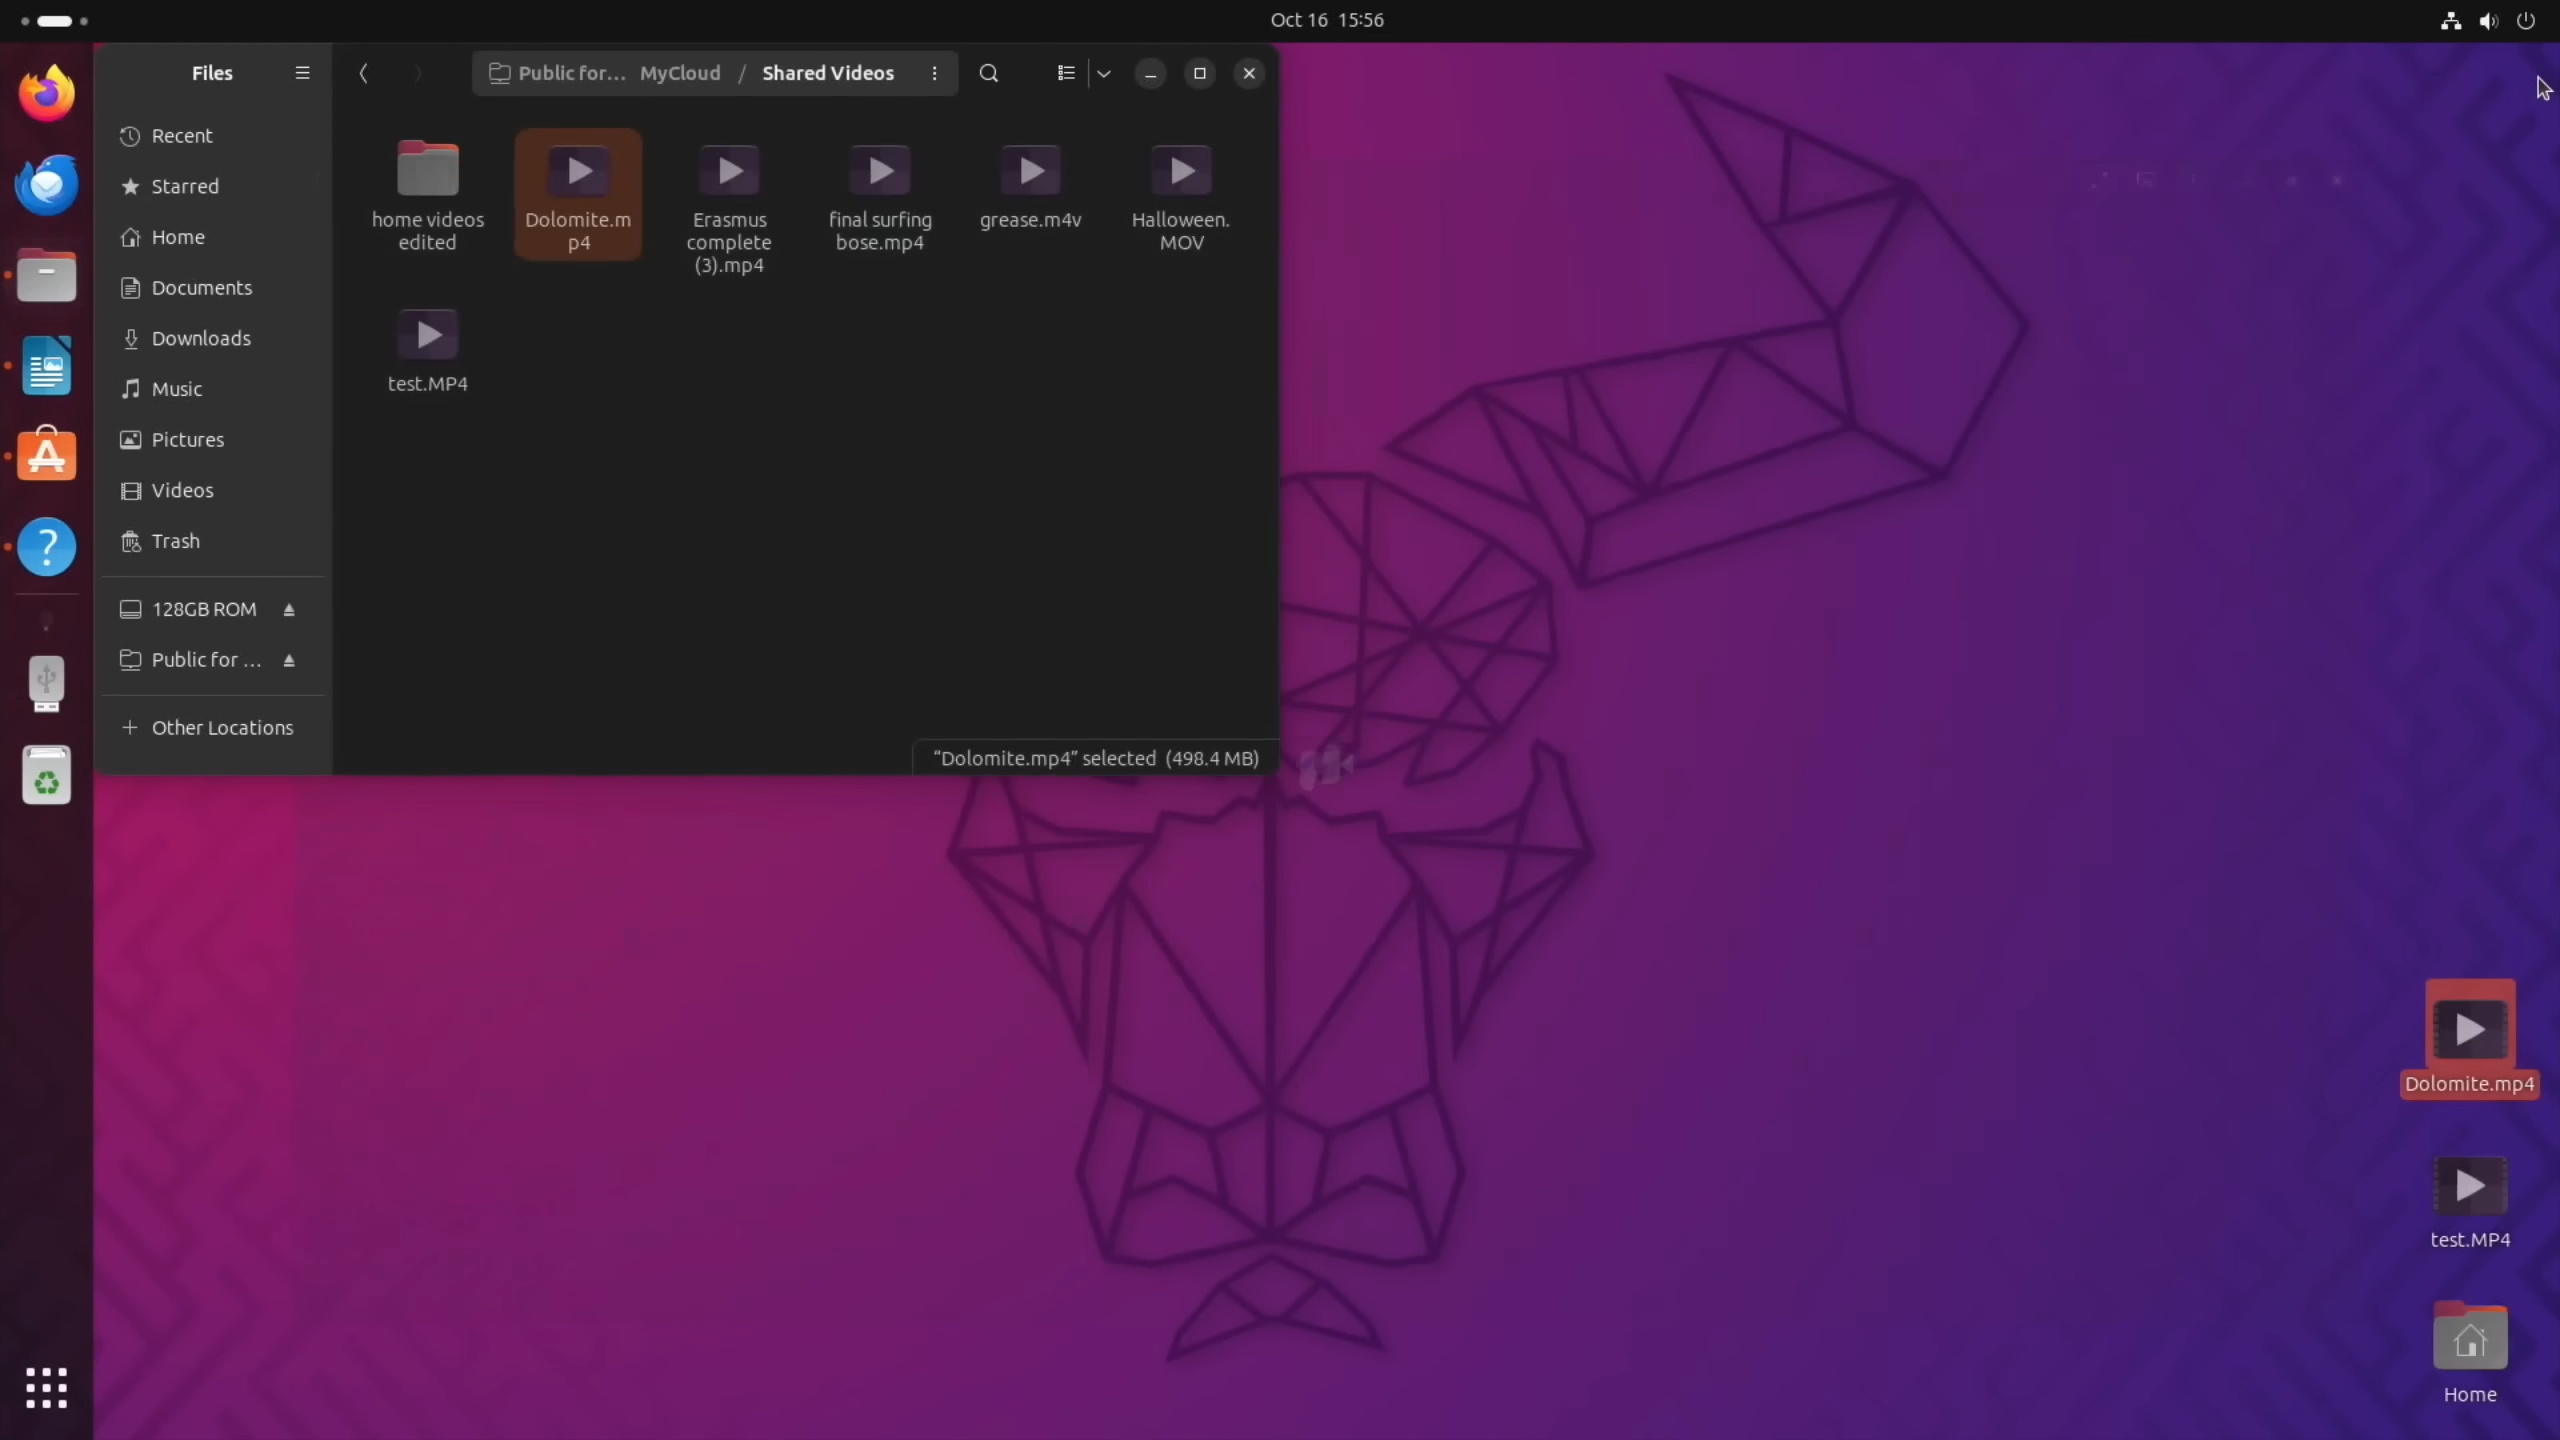 Oct 16 15:56
Files
Public for... MyCloud / Shared Videos
Recent
Starred
Home
Documents
Downloads
Music
Pictures
Videos
Trash
128GB ROM
Public for ...
+ Other Locations
home videos
edited
Dolomite.m
p4
Erasmus
complete
(3).mp4
final surfing
bose.mp4
grease.m4v
Halloween.
MOV
test.MP4
“Dolomite.mp4” selected (498.4 MB)
Dolomite.mp4
test.MP4
Home